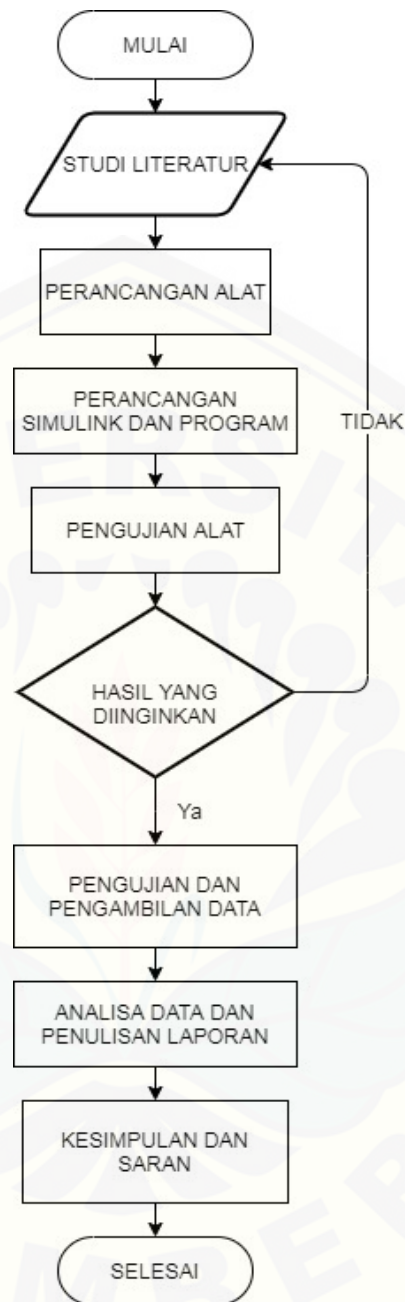 MULAI
STUDI LITERATUR
PERANCANGAN ALAT
PERANCANGAN
SIMULINK DAN PROGRAM
TIDAK
PENGUJIAN ALAT
HASIL YANG
DIINGINKAN
Ya
PENGUJIAN DAN
PENGAMBILAN DATA
ANALISA DATA DAN
PENULISAN LAPORAN
KESIMPULAN DAN
SARAN
SELESAI